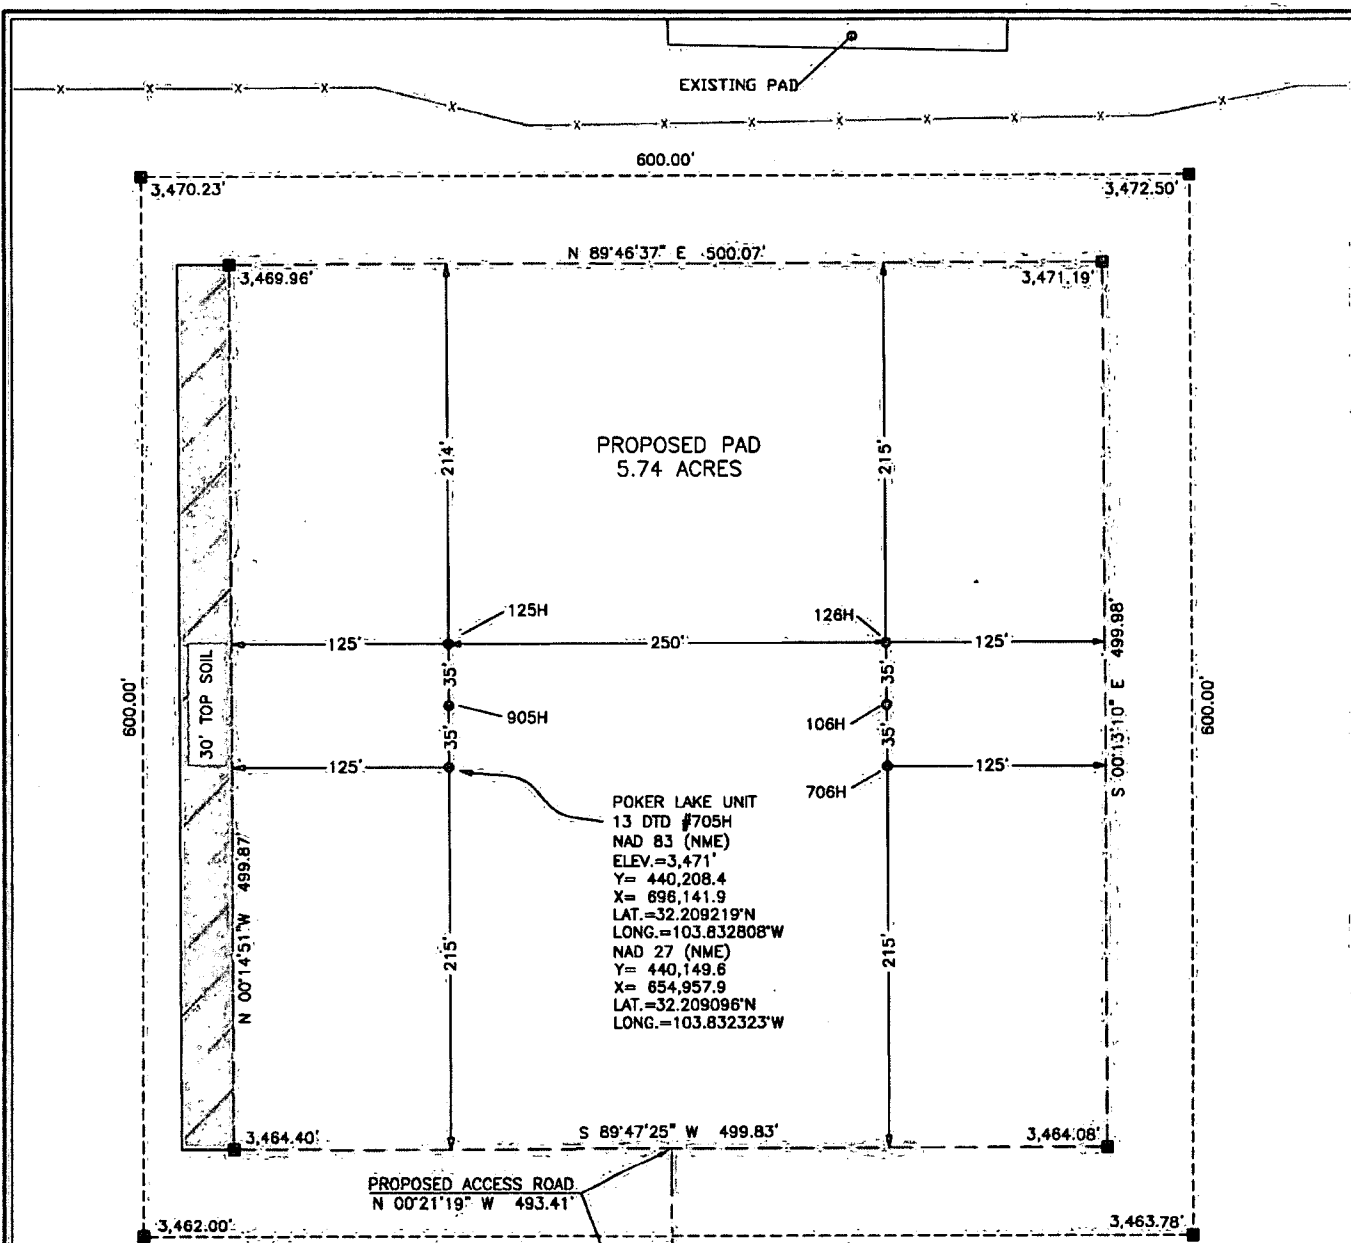 EXISTING PAD
600.00'
3,470.23'
3,472.50'
N 89°46'37" E 500.07'
3,469.96'
3,471.19'
PROPOSED PAD
5.74 ACRES
214'
215'
125H
126H
125'
250'
125'
35'
35'
905H
106H
35'
35'
125'
125'
706H
30' TOP SOIL
600.00'
600.00'
S 00°13'10" E 499.98'
N 00°14'51" W 499.87'
POKER LAKE UNIT
13 DTD #705H
NAD 83 (NME)
ELEV.=3,471'
Y= 440,208.4
X= 696,141.9
LAT.=32.209219°N
LONG.=103.832808°W
NAD 27 (NME)
Y= 440,149.6
X= 654,957.9
LAT.=32.209096°N
LONG.=103.832323°W
215'
215'
3,464.40'
S 89°47'25" W 499.83'
3,464.08'
PROPOSED ACCESS ROAD
N 00°21'19" W 493.41'
3,462.00'
3,463.78'